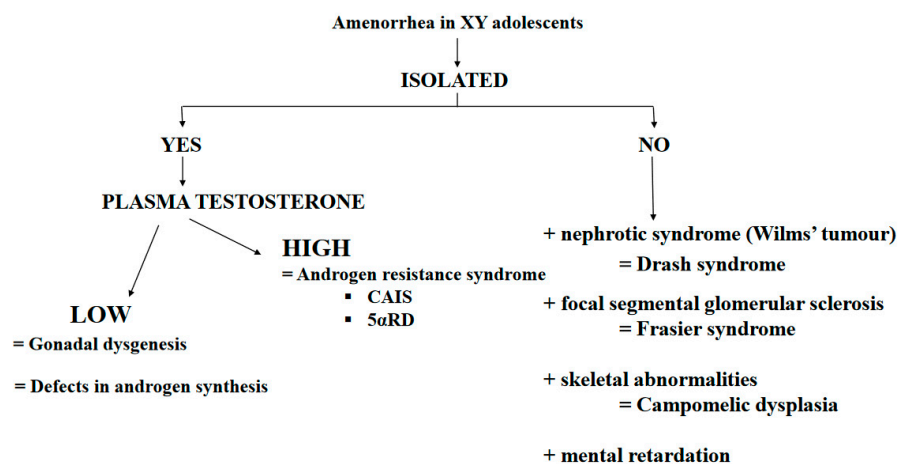 Amenorrhea in XY adolescents
ISOLATED
YES
PLASMA TESTOSTERONE
LOW
= Gonadal dysgenesis
= Defects in androgen synthesis
HIGH
= Androgen resistance syndrome
▪ CAIS
▪ 5αRD
NO
+ nephrotic syndrome (Wilms’ tumour)
= Drash syndrome
+ focal segmental glomerular sclerosis
= Frasier syndrome
+ skeletal abnormalities
= Campomelic dysplasia
+ mental retardation